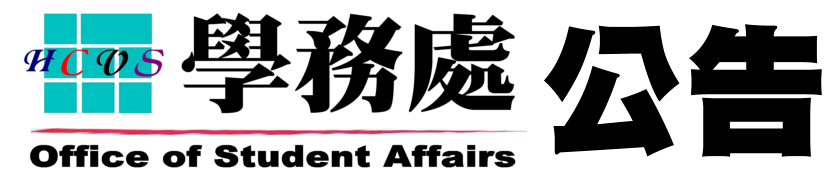 HCVS 學務處 公告
Office of Student Affairs